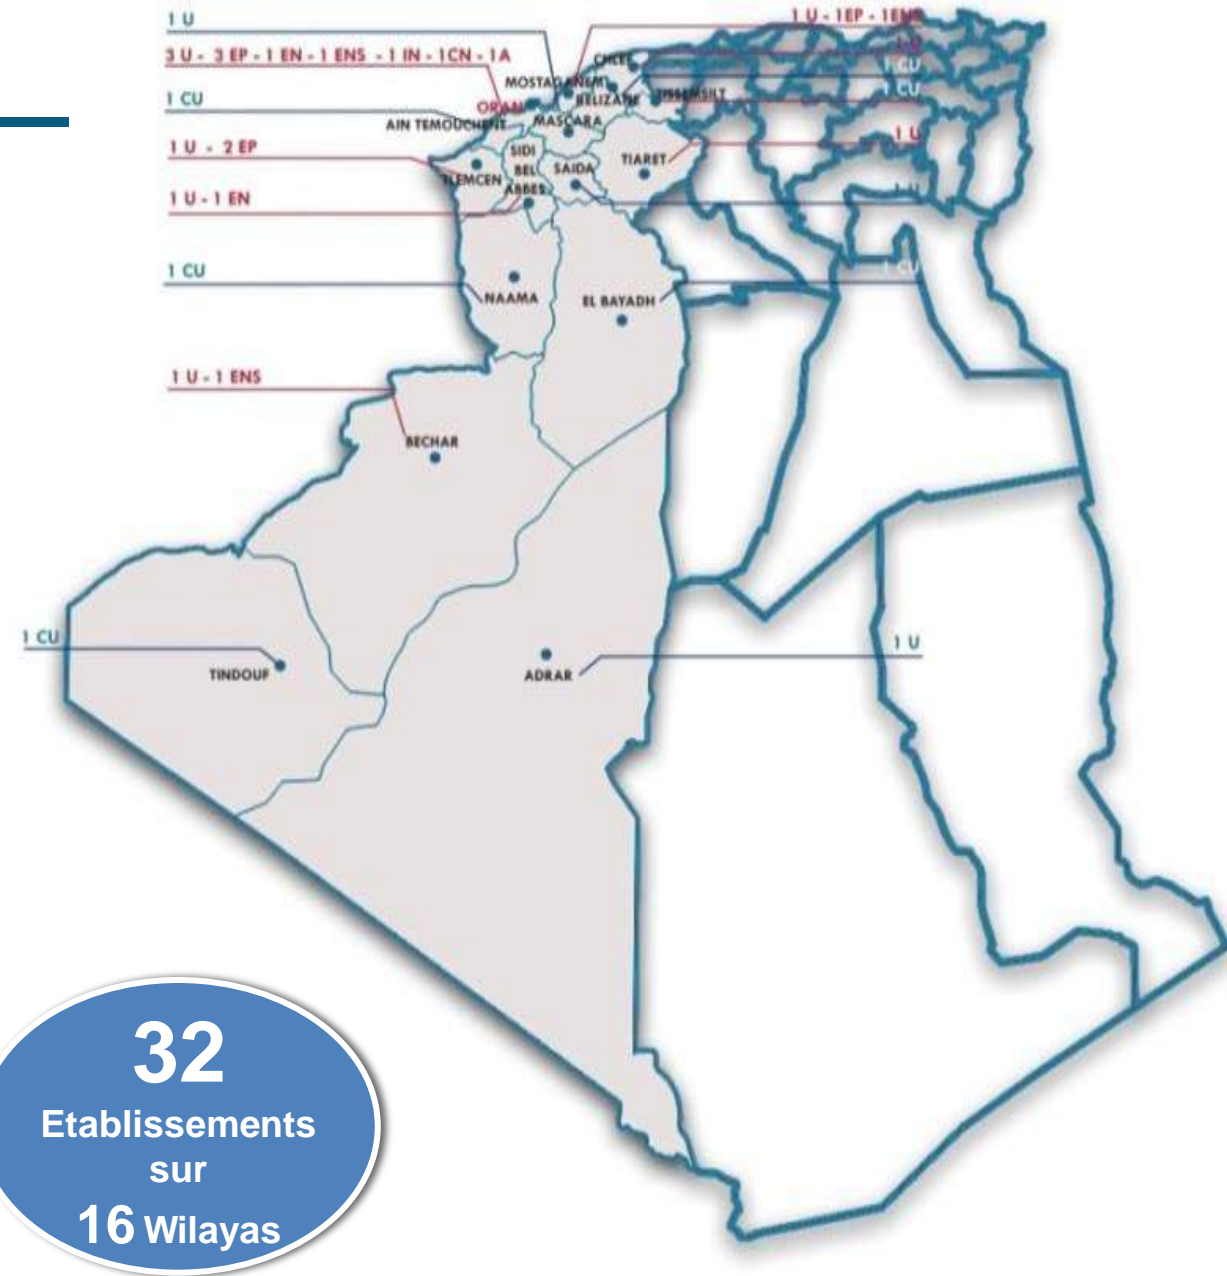 1 U
1 U - 1EP - 1ENS
3 U - 3 EP - 1 EN - 1 ENS - 1 IN - 1CN - 1A
1 U
CHLEF
1 CU
MOSTAGANEM
1 CU
1 CU
RELIZANE
TISSEMSILT
ORAN
AIN TEMOUCHENT
MASCARA
1 U
1 U - 2 EP
SIDI
BEL
ABBES
SAIDA
TIARET
TLEMCEN
1 U
1 U - 1 EN
1 CU
1 CU
NAAMA
EL BAYADH
1 U - 1 ENS
BECHAR
1 CU
TINDOUF
ADRAR
1 U
32
Etablissements
sur
16 Wilayas